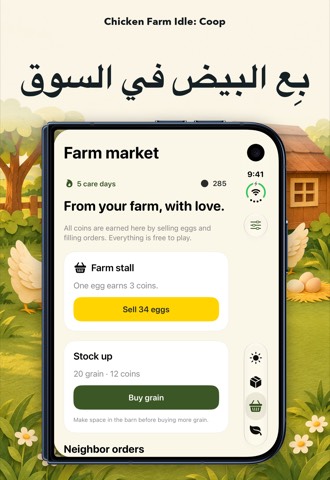 Chicken Farm Idle: Coop
بِع البيض في السوق
Farm market
9:41
5 care days
285
From your farm, with love.
All coins are earned here by selling eggs and
filling orders. Everything is free to play.
Farm stall
One egg earns 3 coins.
Sell 34 eggs
Stock up
20 grain · 12 coins
Buy grain
Make space in the barn before buying more grain.
Neighbor orders